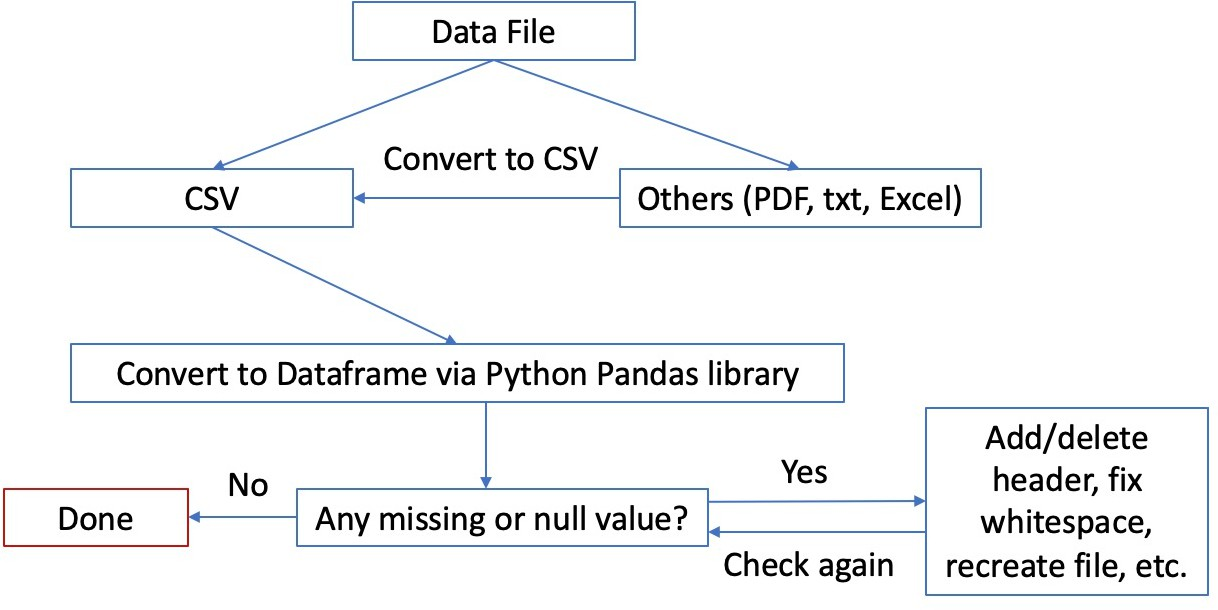 Data File
Convert to CSV
CSV
Others (PDF, txt, Excel)
Convert to Dataframe via Python Pandas library
No
Done
Any missing or null value?
Yes
Check again
Add/delete
header, fix
whitespace,
recreate file, etc.